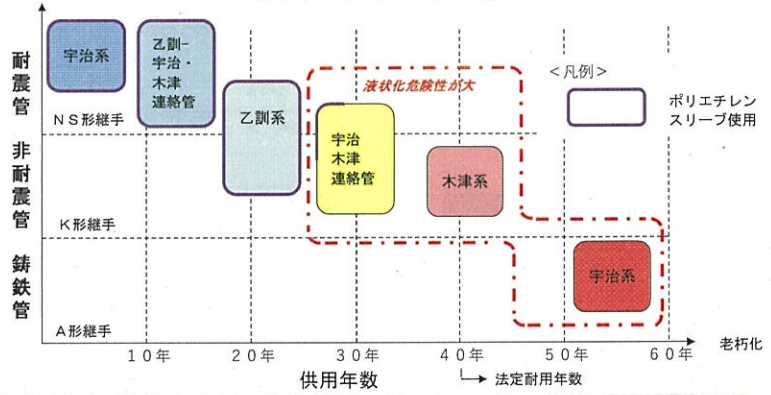 耐震管
非耐震管
鋳鉄管
NS形継手
K形継手
A形継手
宇治系
乙訓-
宇治・
木津
連絡管
乙訓系
液状化危険性が大
宇治
木津
連絡管
木津系
宇治系
<凡例>
ポリエチレン
スリーブ使用
10年
20年
30年
40年
50年
60年
老朽化
供用年数
法定耐用年数